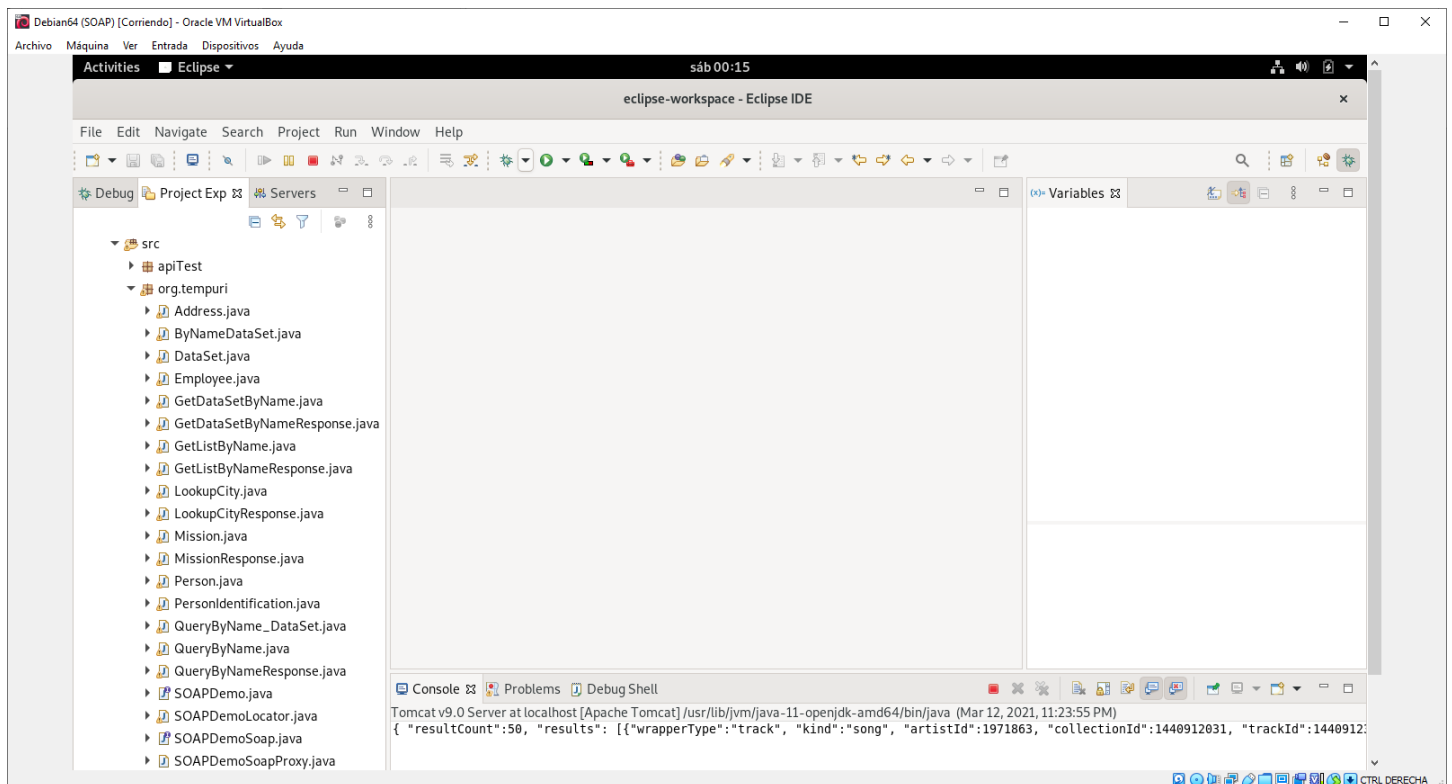 Debian64 (SOAP) [Corriendo] - Oracle VM VirtualBox
Archivo Máquina Ver Entrada Dispositivos Ayuda
Activities Eclipse sáb 00:15
eclipse-workspace - Eclipse IDE
File Edit Navigate Search Project Run Window Help
Debug Project Exp Servers
(x)= Variables
src
apiTest
org.tempuri
Address.java
ByNameDataSet.java
DataSet.java
Employee.java
GetDataSetByName.java
GetDataSetByNameResponse.java
GetListByName.java
GetListByNameResponse.java
LookupCity.java
LookupCityResponse.java
Mission.java
MissionResponse.java
Person.java
PersonIdentification.java
QueryByName_DataSet.java
QueryByName.java
QueryByNameResponse.java
SOAPDemo.java
SOAPDemoLocator.java
SOAPDemoSoap.java
SOAPDemoSoapProxy.java
Console Problems Debug Shell
Tomcat v9.0 Server at localhost [Apache Tomcat] /usr/lib/jvm/java-11-openjdk-amd64/bin/java (Mar 12, 2021, 11:23:55 PM)
{ "resultCount":50, "results": [{"wrapperType":"track", "kind":"song", "artistId":1971863, "collectionId":1440912031, "trackId":14409123
CTRL DERECHA